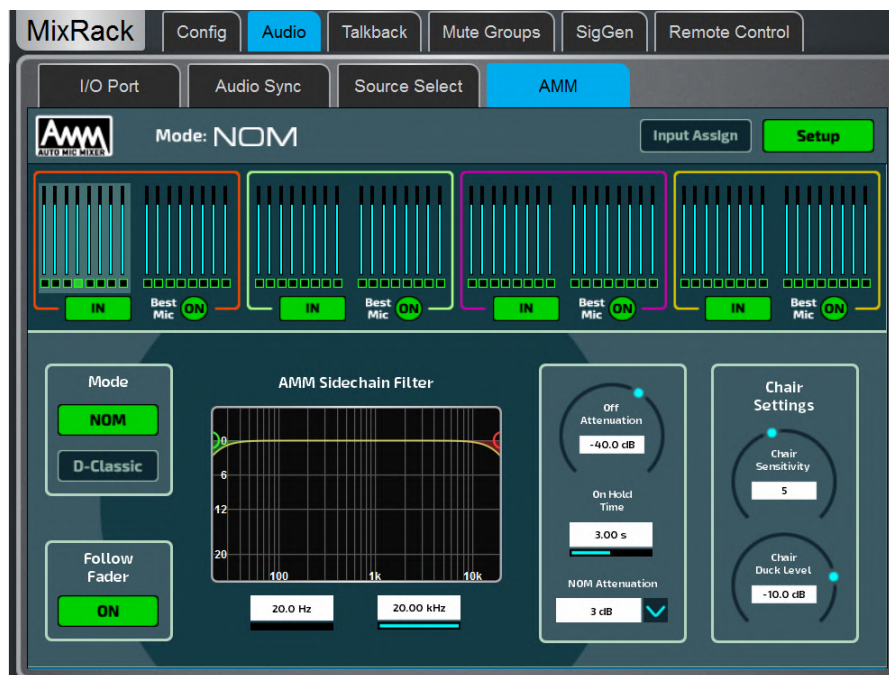 MixRack Config Audio Talkback Mute Groups SigGen Remote Control
I/O Port Audio Sync Source Select AMM
AMM
AUTO MIC MIXER
Mode: NOM
Input Assign
Setup
IN Best Mic ON
IN Best Mic ON
IN Best Mic ON
IN Best Mic ON
Mode
NOM
D-Classic
Follow
Fader
ON
AMM Sidechain Filter
0
6
12
20
100 1k 10k
20.0 Hz 20.00 kHz
Off
Attenuation
-40.0 dB
On Hold
Time
3.00 s
NOM Attenuation
3 dB
Chair
Settings
Chair
Sensitivity
5
Chair
Duck Level
-10.0 dB